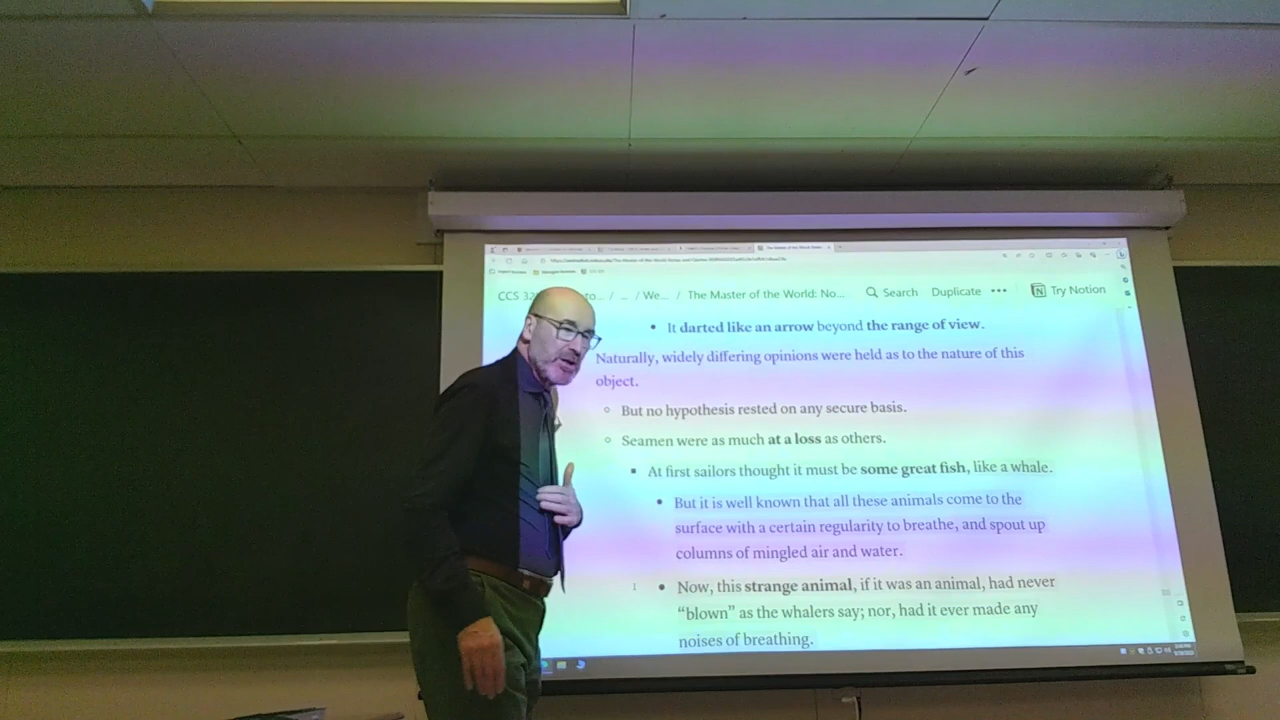 CCS 32
/ ... / We... / The Master of the World: No... Search Duplicate ••• Try Notion
• It darted like an arrow beyond the range of view.
Naturally, widely differing opinions were held as to the nature of this
object.
○ But no hypothesis rested on any secure basis.
○ Seamen were as much at a loss as others.
▪ At first sailors thought it must be some great fish, like a whale.
• But it is well known that all these animals come to the
surface with a certain regularity to breathe, and spout up
columns of mingled air and water.
• Now, this strange animal, if it was an animal, had never
“blown” as the whalers say; nor, had it ever made any
noises of breathing.